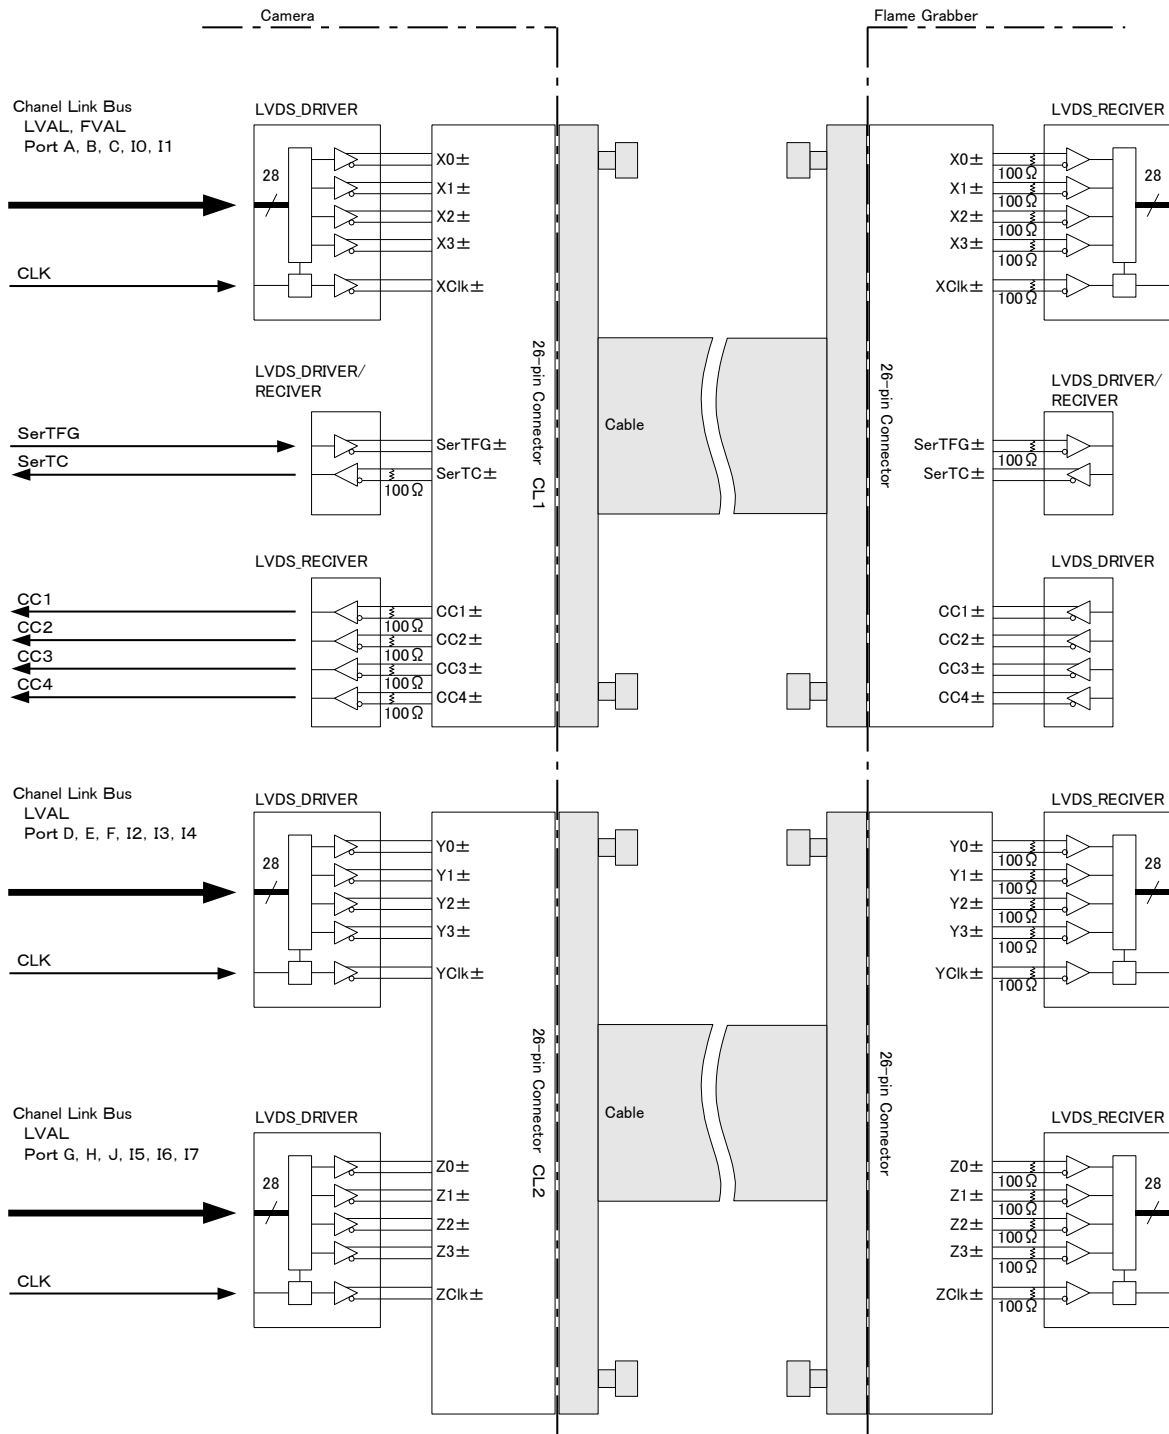 Camera
Flame Grabber
Chanel Link Bus
LVAL, FVAL
Port A, B, C, I0, I1
LVDS_DRIVER
28
CLK
X0±
X1±
X2±
X3±
XClk±
X0±
X1±
X2±
X3±
XClk±
100Ω
100Ω
100Ω
100Ω
100Ω
LVDS_RECIVER
28
LVDS_DRIVER/
RECIVER
SerTFG
SerTC
SerTFG±
SerTC±
100Ω
26-pin Connector CL1
Cable
26-pin Connector
SerTFG±
SerTC±
100Ω
LVDS_DRIVER/
RECIVER
LVDS_RECIVER
CC1
CC2
CC3
CC4
100Ω
100Ω
100Ω
100Ω
CC1±
CC2±
CC3±
CC4±
CC1±
CC2±
CC3±
CC4±
LVDS_DRIVER
Chanel Link Bus
LVAL
Port D, E, F, I2, I3, I4
LVDS_DRIVER
28
CLK
Y0±
Y1±
Y2±
Y3±
YClk±
Y0±
Y1±
Y2±
Y3±
YClk±
100Ω
100Ω
100Ω
100Ω
100Ω
LVDS_RECIVER
28
26-pin Connector CL2
Cable
26-pin Connector
Chanel Link Bus
LVAL
Port G, H, J, I5, I6, I7
LVDS_DRIVER
28
CLK
Z0±
Z1±
Z2±
Z3±
ZClk±
Z0±
Z1±
Z2±
Z3±
ZClk±
100Ω
100Ω
100Ω
100Ω
100Ω
LVDS_RECIVER
28